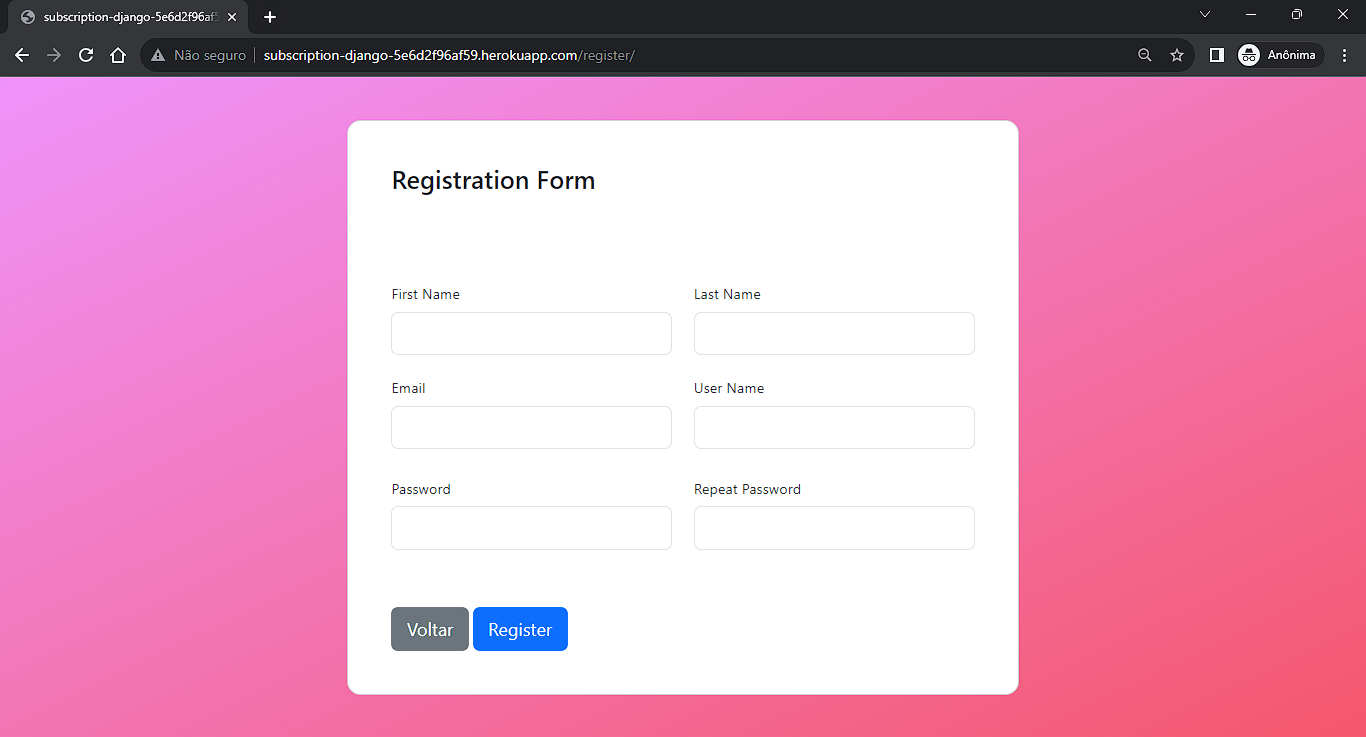 subscription-django-5e6d2f96af5
Não seguro subscription-django-5e6d2f96af59.herokuapp.com/register/ Anônima
Registration Form
First Name Last Name
Email User Name
Password Repeat Password
Voltar Register